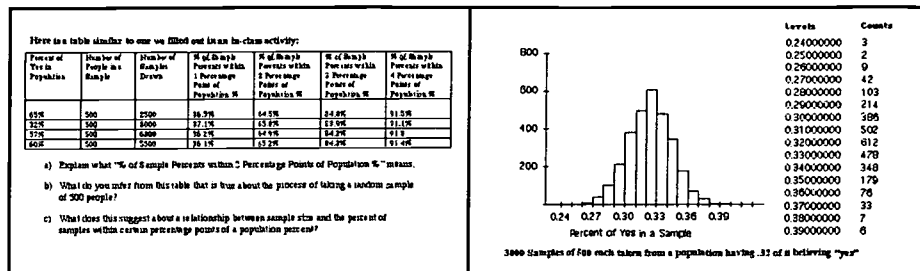 Here is a table similar to one we filled out in an in-class activity:
Percent of Yes in Population
Number of People in a Sample
Number of Samples Drawn
% of Sample Percents within 1 Percentage Points of Population %
% of Sample Percents within 2 Percentage Points of Population %
% of Sample Percents within 3 Percentage Points of Population %
% of Sample Percents within 4 Percentage Points of Population %
65% 500 2500
500
57% 500
60% 500
a) Explain what "% of Sample Percents within 2 Percentage Points of Population %" means.
b) What do you infer from this table that is true about the process of taking a random sample
of 500 people?
c) What does this suggest about a relationship between sample size and the percent of
samples within certain percentage points of a population percent?
800
600
400
200
0.24 0.27 0.30 0.33 0.36 0.39
Percent of Yes in a Sample
Levels Counts
0.24000000 3
0.25000000 2
0.26000000 9
0.27000000 42
0.28000000 103
0.29000000 214
0.30000000 386
0.31000000 502
0.32000000 612
0.33000000 478
0.34000000 348
0.35000000 179
0.36000000 76
0.37000000 33
0.38000000 7
0.39000000 6
3000 Samples of 500 each taken from a population having .32 of it believing "yes"